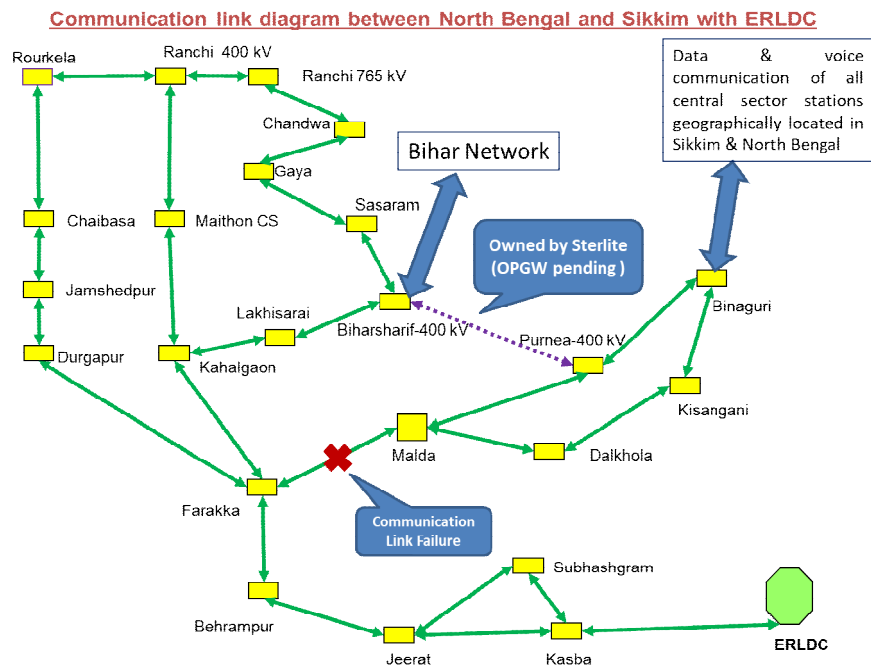 Communication link diagram between North Bengal and Sikkim with ERLDC
Ranchi  400 kV
Rourkela
Ranchi 765 kV
Data & voice
communication of all
central sector stations
geographically located in
Sikkim & North Bengal
Chandwa
Bihar Network
Gaya
Sasaram
Chaibasa
Maithon CS
Owned by Sterlite
(OPGW pending )
Jamshedpur
Binaguri
Lakhisarai
Biharsharif-400 kV
Purnea-400 kV
Durgapur
Kahalgaon
Kisangani
Malda
Dalkhola
Farakka
Communication
Link Failure
Subhashgram
Behrampur
Jeerat
Kasba
ERLDC